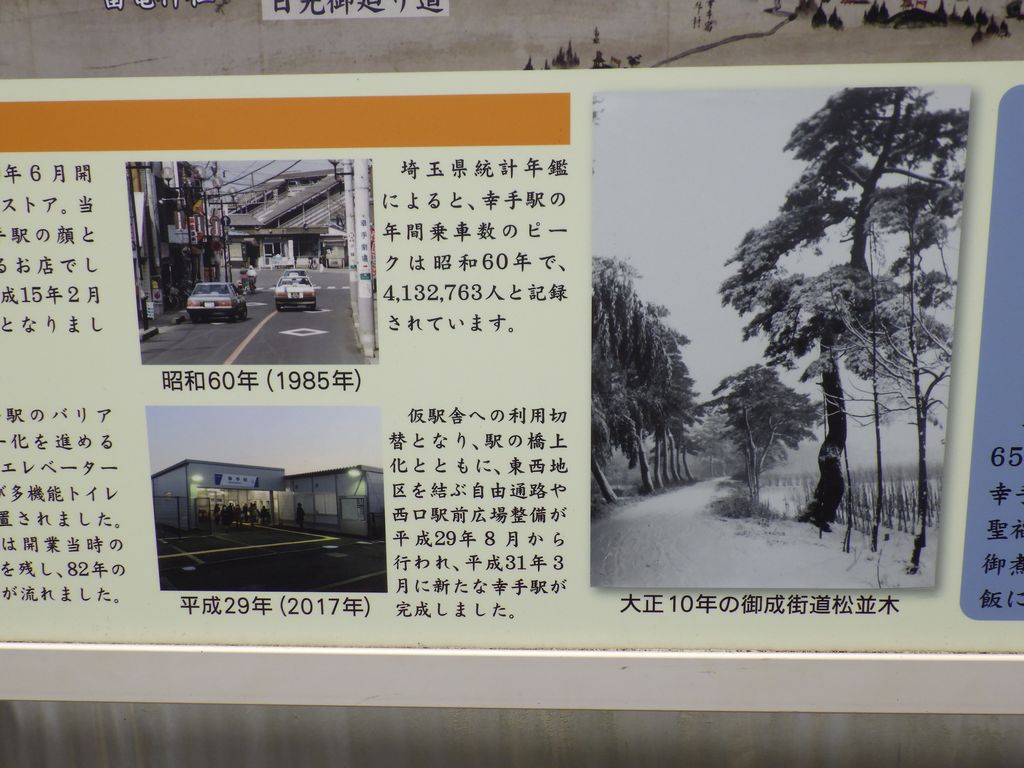 日光御廻り道
年6月開
ストア。当
駅の顔と
るお店でし
成15年2月
となりまし
昭和60年(1985年)
埼玉県統計年鑑
によると、幸手駅の
年間乗車数のピー
クは昭和60年で、
4,132,763人と記録
されています。
駅のバリア
ー化を進める
エレベーター
が多機能トイレ
置されました。
は開業当時の
を残し、82年の
が流れました。
平成29年(2017年)
仮駅舎への利用切
替となり、駅の橋上
化とともに、東西地
区を結ぶ自由通路や
西口駅前広場整備が
平成29年8月から
行われ、平成31年3
月に新たな幸手駅が
完成しました。
大正10年の御成街道松並木
65
幸手
聖福
御煮
飯に